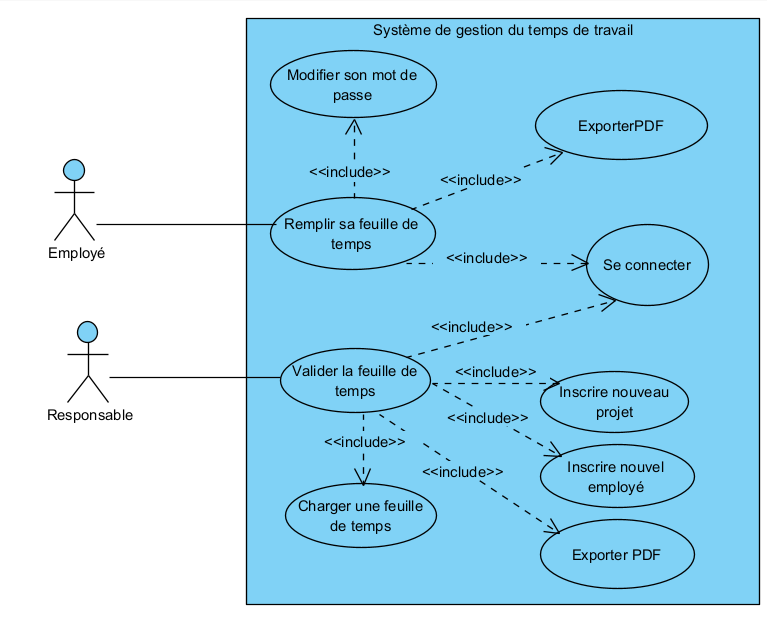 Système de gestion du temps de travail
Modifier son mot de
passe
ExporterPDF
<<include>>
<<include>>
Remplir sa feuille de
temps
Employé
<<include>>
Se connecter
<<include>>
Valider la feuille de
temps
<<include>>
Inscrire nouveau
projet
Responsable
<<include>>
<<include>>
<<include>>
Inscrire nouvel
employé
Charger une feuille
de temps
Exporter PDF